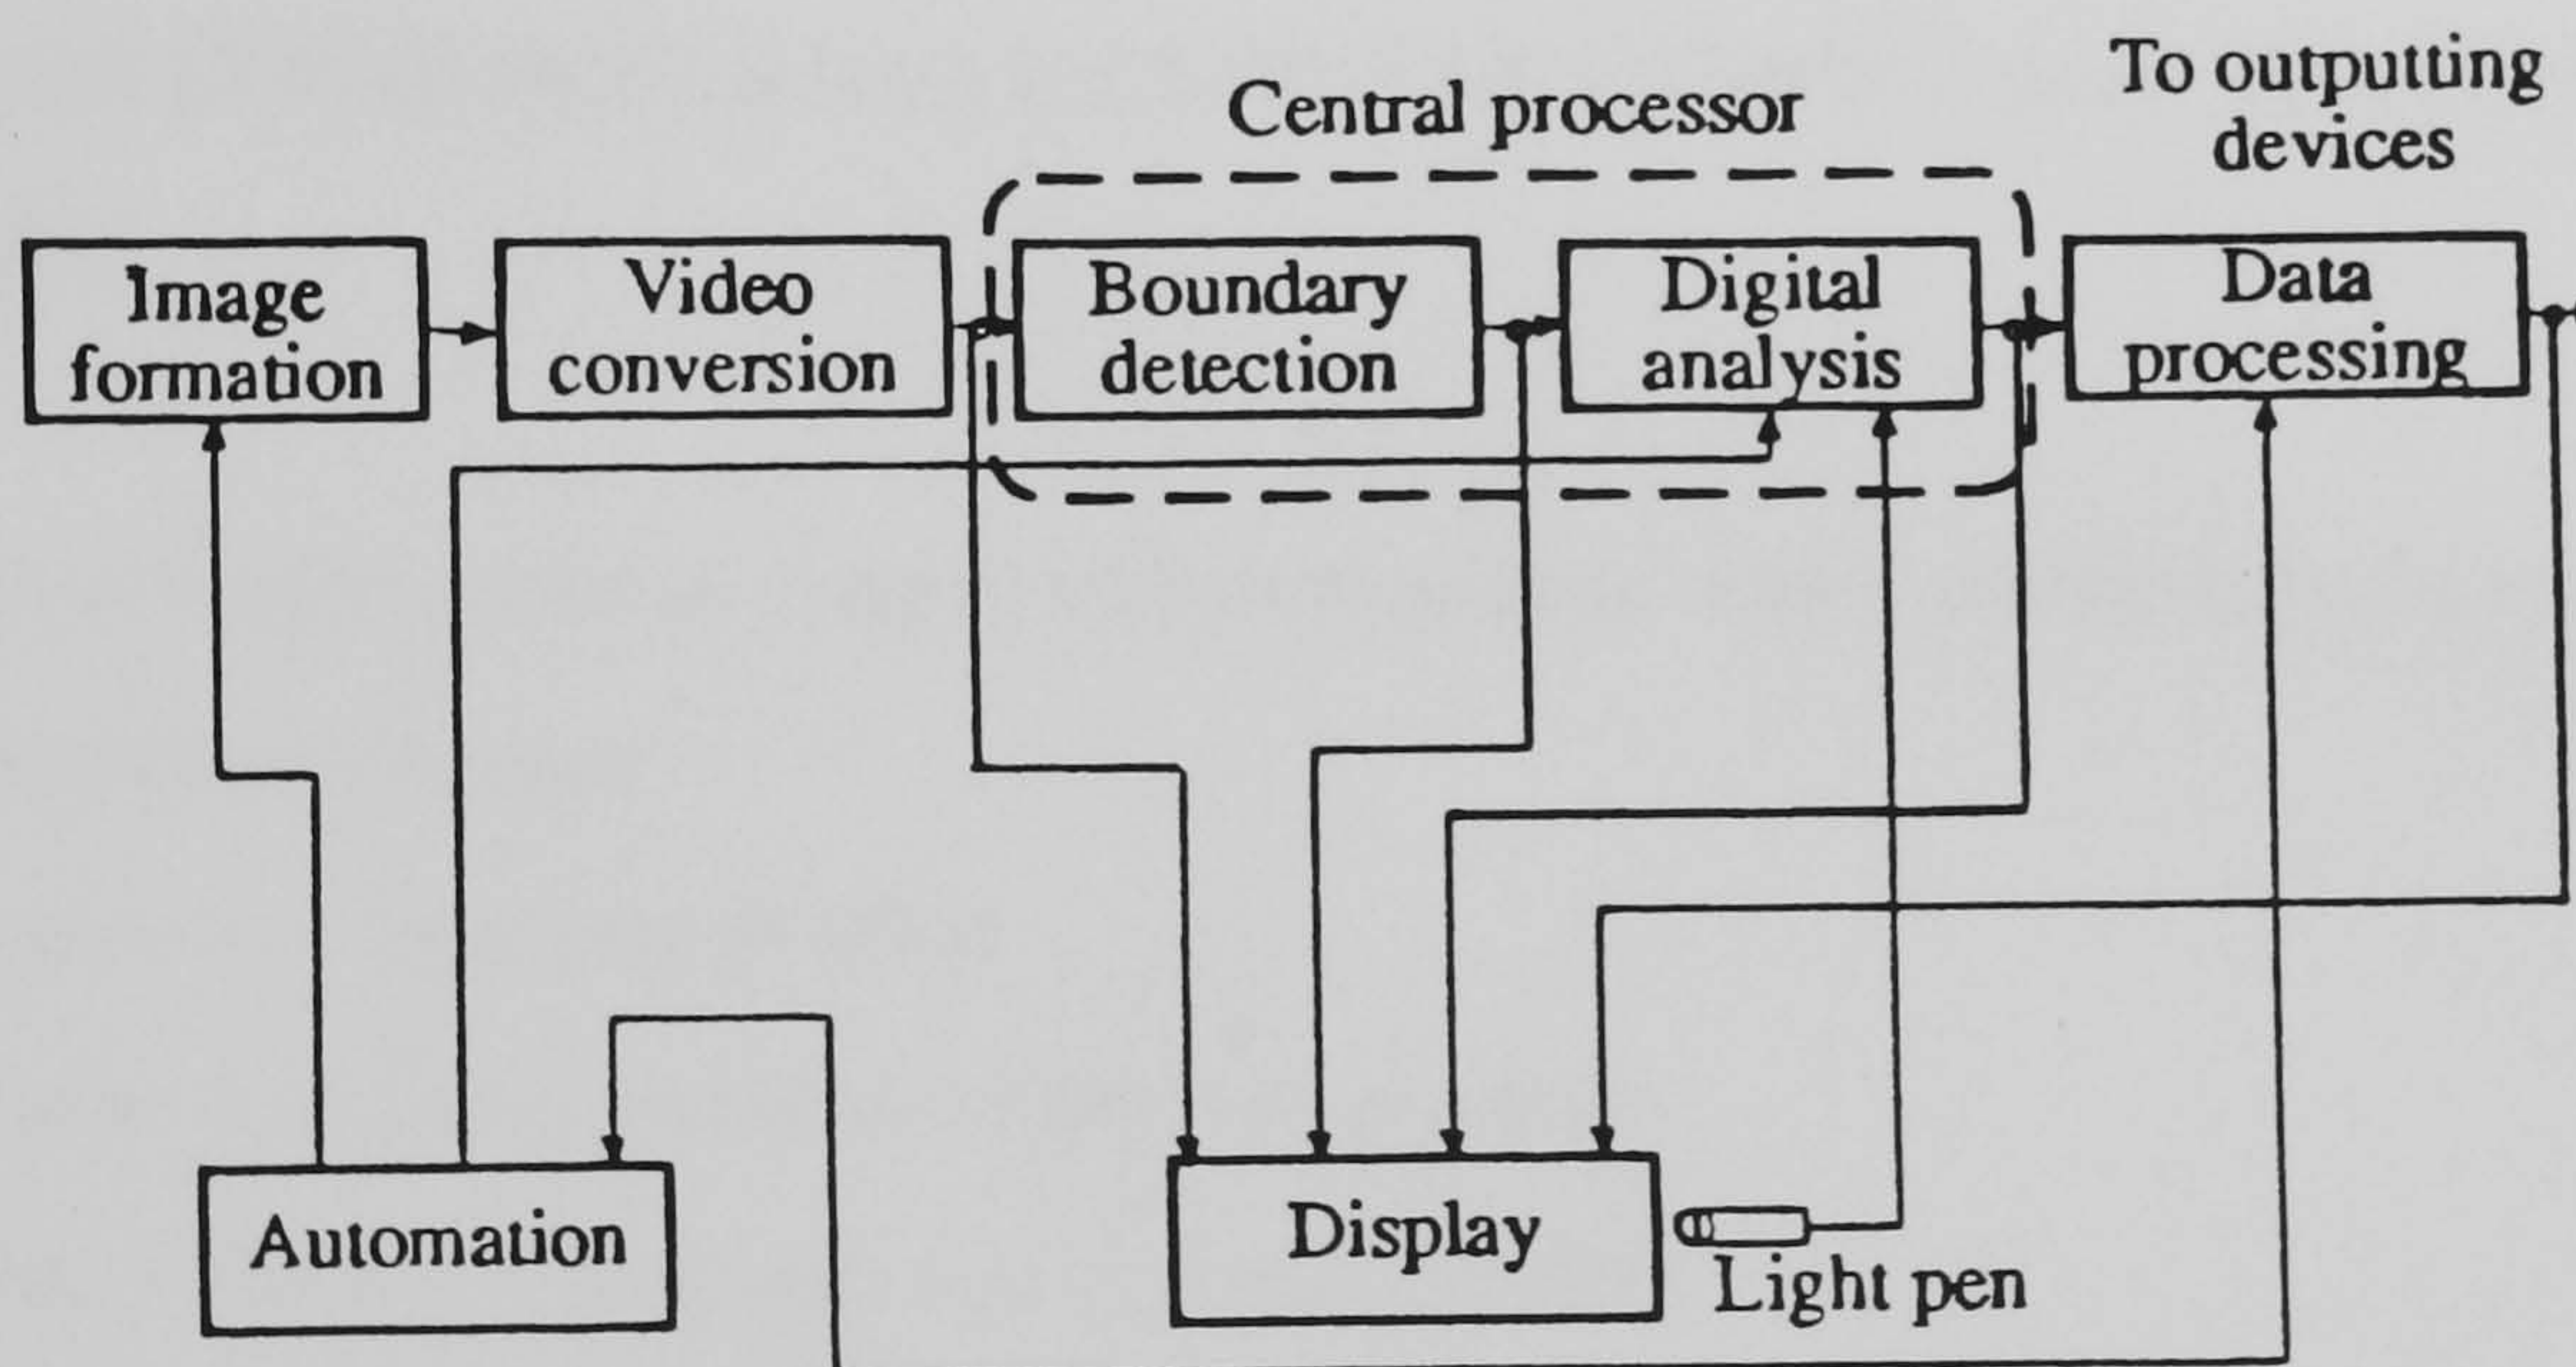 To outputting
devices
Central processor
Image
formation
Video
conversion
Boundary
detection
Digital
analysis
Data
processing
Automation
Display
Light pen